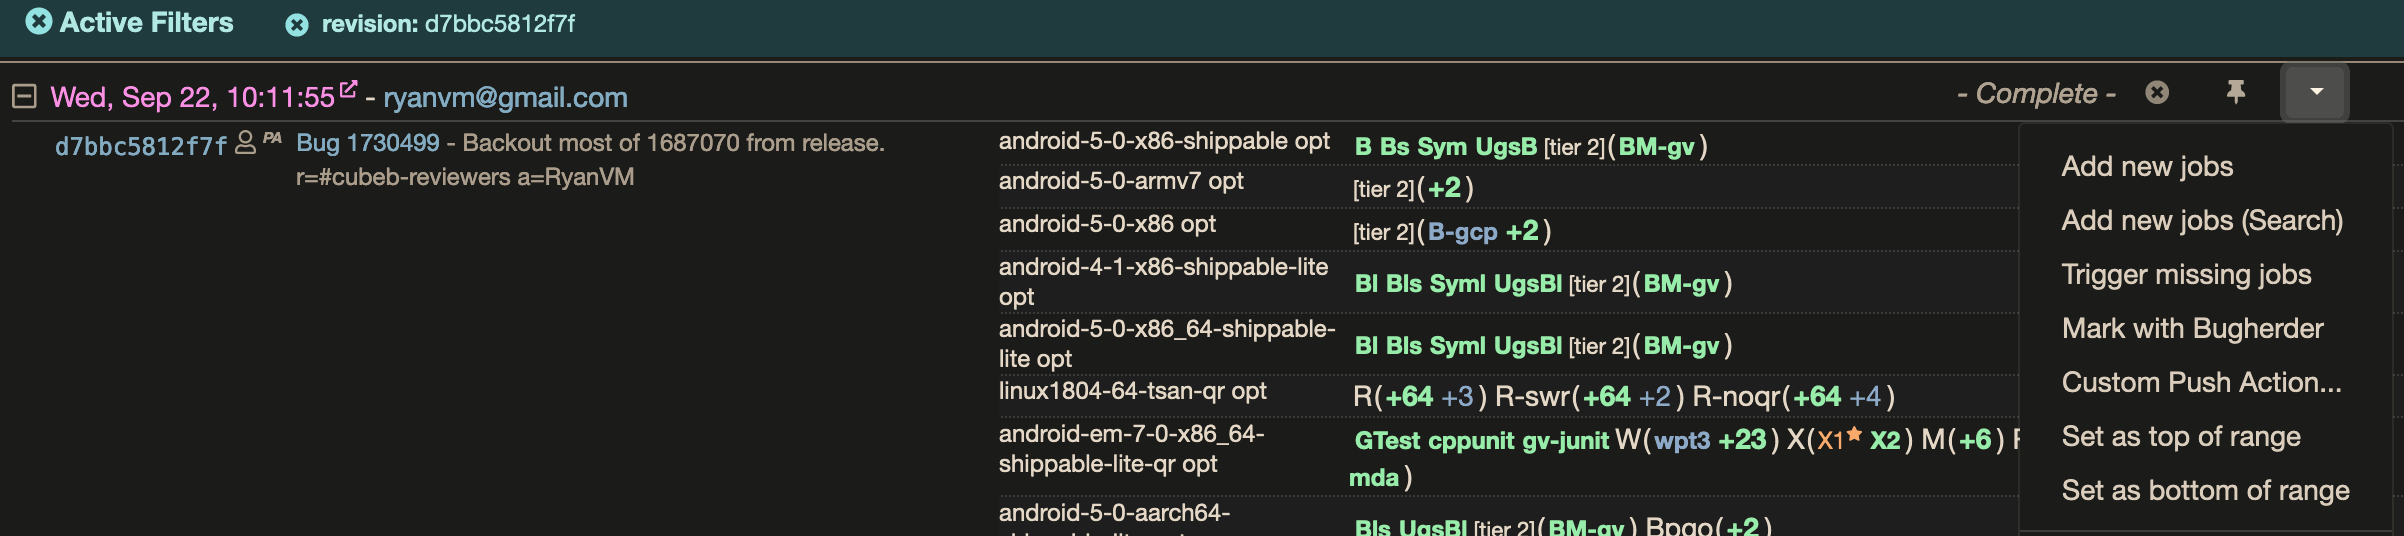 Active Filters revision: d7bbc5812f7f
Wed, Sep 22, 10:11:55 - ryanvm@gmail.com - Complete -
d7bbc5812f7f PA Bug 1730499 - Backout most of 1687070 from release.
r=#cubeb-reviewers a=RyanVM
android-5-0-x86-shippable opt B Bs Sym UgsB [tier 2](BM-gv)
android-5-0-armv7 opt [tier 2](+2)
android-5-0-x86 opt [tier 2](B-gcp +2)
android-4-1-x86-shippable-lite
opt Bl Bls Syml UgsBl [tier 2](BM-gv)
android-5-0-x86_64-shippable-
lite opt Bl Bls Syml UgsBl [tier 2](BM-gv)
linux1804-64-tsan-qr opt R(+64 +3) R-swr(+64 +2) R-noqr(+64 +4)
android-em-7-0-x86_64- GTest cppunit gv-junit W(wpt3 +23) X(X1 X2) M(+6)
shippable-lite-qr opt mda)
android-5-0-aarch64- Bls UgsBl [tier 2](BM-gv) Bpgo(+2)
Add new jobs
Add new jobs (Search)
Trigger missing jobs
Mark with Bugherder
Custom Push Action...
Set as top of range
Set as bottom of range